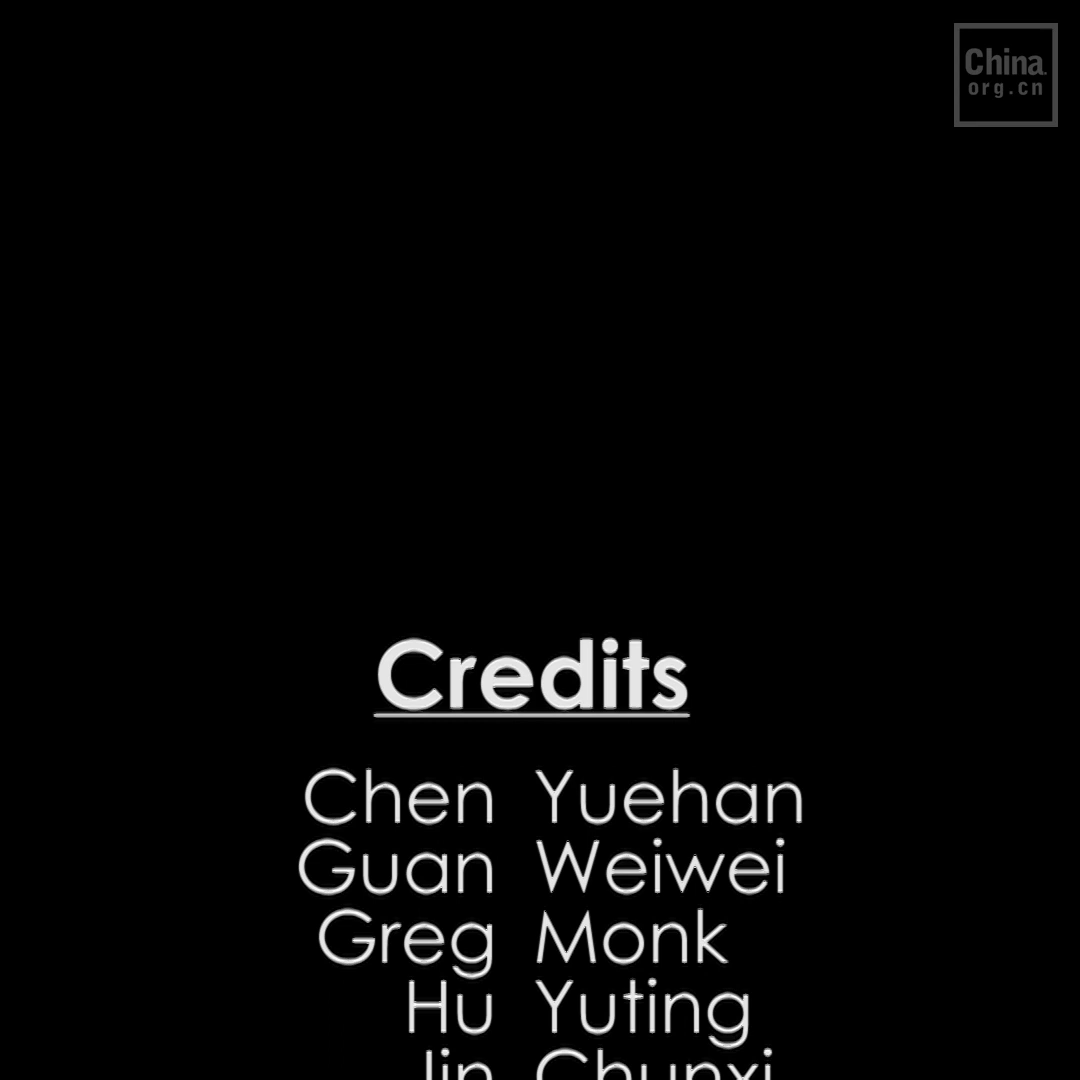 China
org.cn
Credits
Chen Yuehan
Guan Weiwei
Greg Monk
Hu Yuting